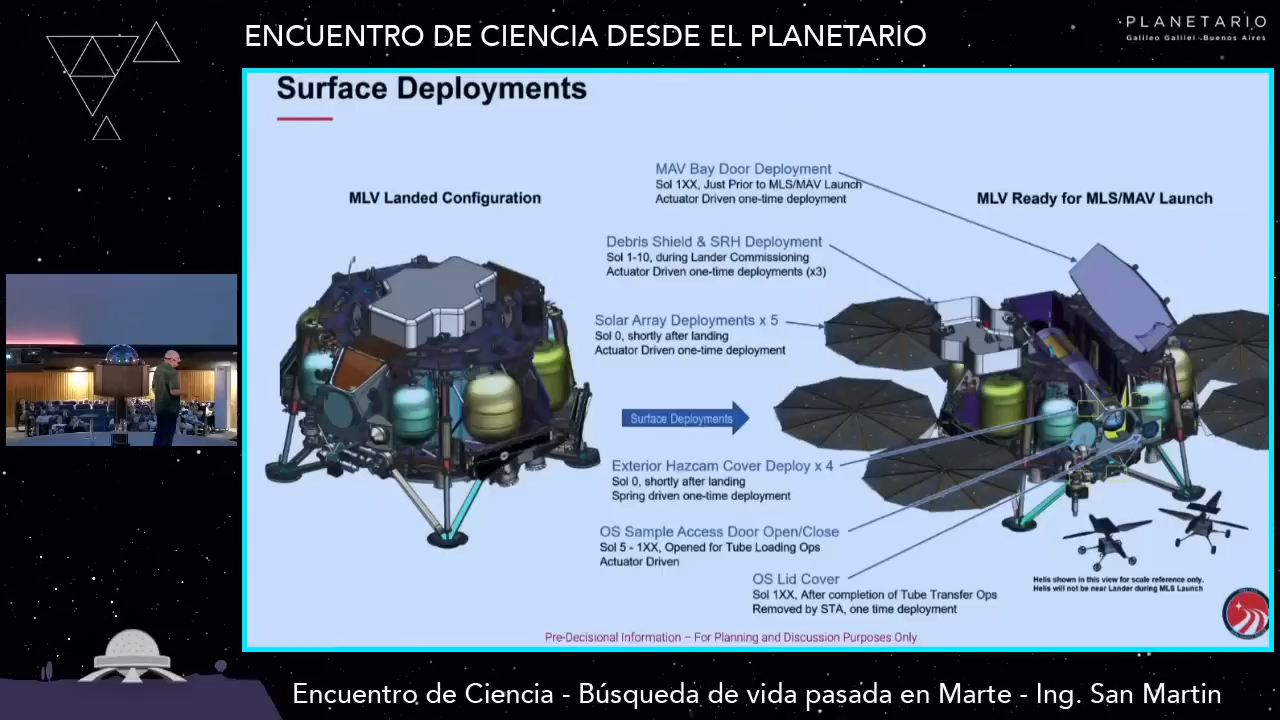 ENCUENTRO DE CIENCIA DESDE EL PLANETARIO
PLANETARIO
Galileo Galilei - Buenos Aires
Surface Deployments
MLV Landed Configuration
MAV Bay Door Deployment
Sol 1XX, Just Prior to MLS/MAV Launch
Actuator Driven one-time deployment
MLV Ready for MLS/MAV Launch
Debris Shield & SRH Deployment
Sol 1-10, during Lander Commissioning
Actuator Driven one-time deployments (x3)
Solar Array Deployments x 5
Sol 0, shortly after landing
Actuator Driven one-time deployment
Surface Deployments
Exterior Hazcam Cover Deploy x 4
Sol 0, shortly after landing
Spring driven one-time deployment
OS Sample Access Door Open/Close
Sol 5 - 1XX, Opened for Tube Loading Ops
Actuator Driven
OS Lid Cover
Sol 1XX, After completion of Tube Transfer Ops
Removed by STA, one time deployment
Helis shown in this view for scale reference only.
Helis will not be near Lander during MLS Launch
Pre-Decisional Information – For Planning and Discussion Purposes Only
Encuentro de Ciencia - Búsqueda de vida pasada en Marte - Ing. San Martin